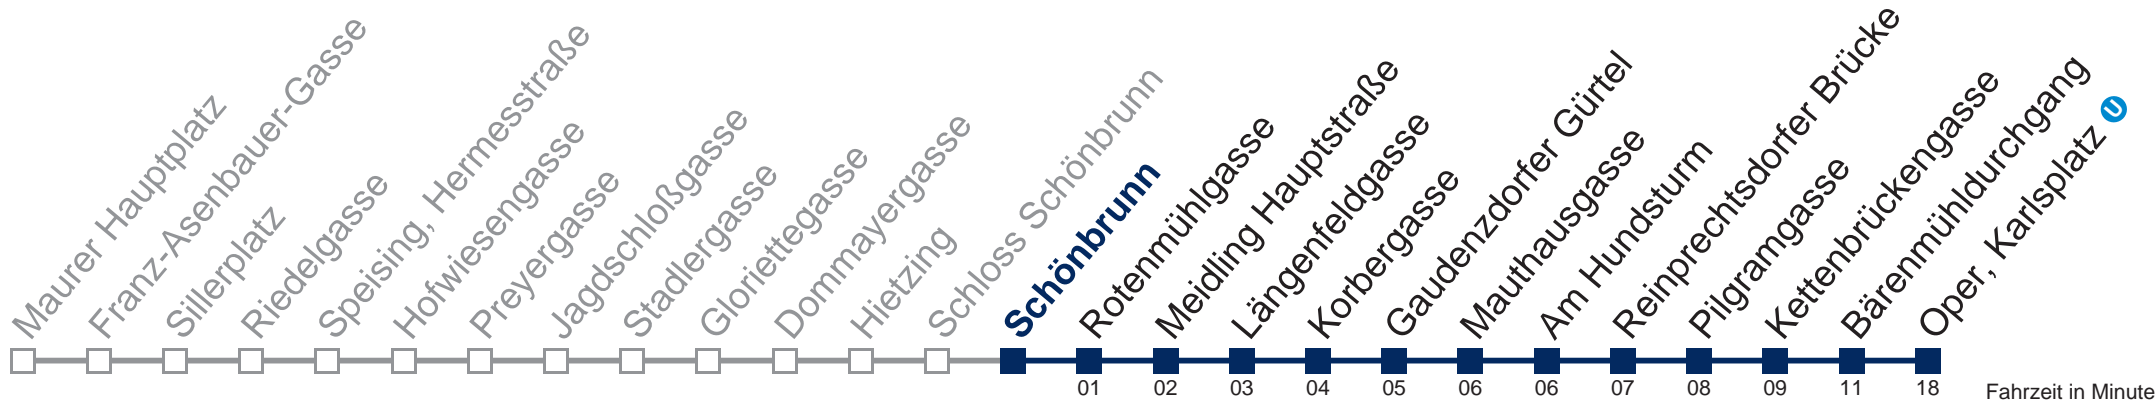 Maurer Hauptplatz
Franz-Asenbauer-Gasse
Sillerplatz
Riedelgasse
Speising, Hermesstraße
Hofwiesengasse
Preyergasse
Jagdschloßgasse
Stadlergasse
Gloriettegasse
Dommayergasse
Hietzing
Schloss Schönbrunn
Schönbrunn
Rotenmühlgasse
Meidling Hauptstraße
Längenfeldgasse
Korbergasse
Gaudenzdorfer Gürtel
Mauthausgasse
Am Hundsturm
Reinprechtsdorfer Brücke
Pilgramgasse
Kettenbrückengasse
Bärenmühldurchgang
Oper, Karlsplatz U
01 02 03 04 05 06 06 07 08 09 11 18
Fahrzeit in Minute